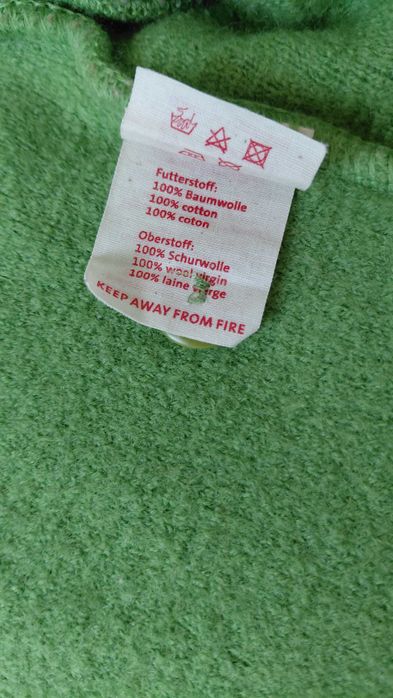 Futterstoff:
100% Baumwolle
100% cotton
100% coton
Oberstoff:
100% Schurwolle
100% wool virgin
100% laine vierge
KEEP AWAY FROM FIRE